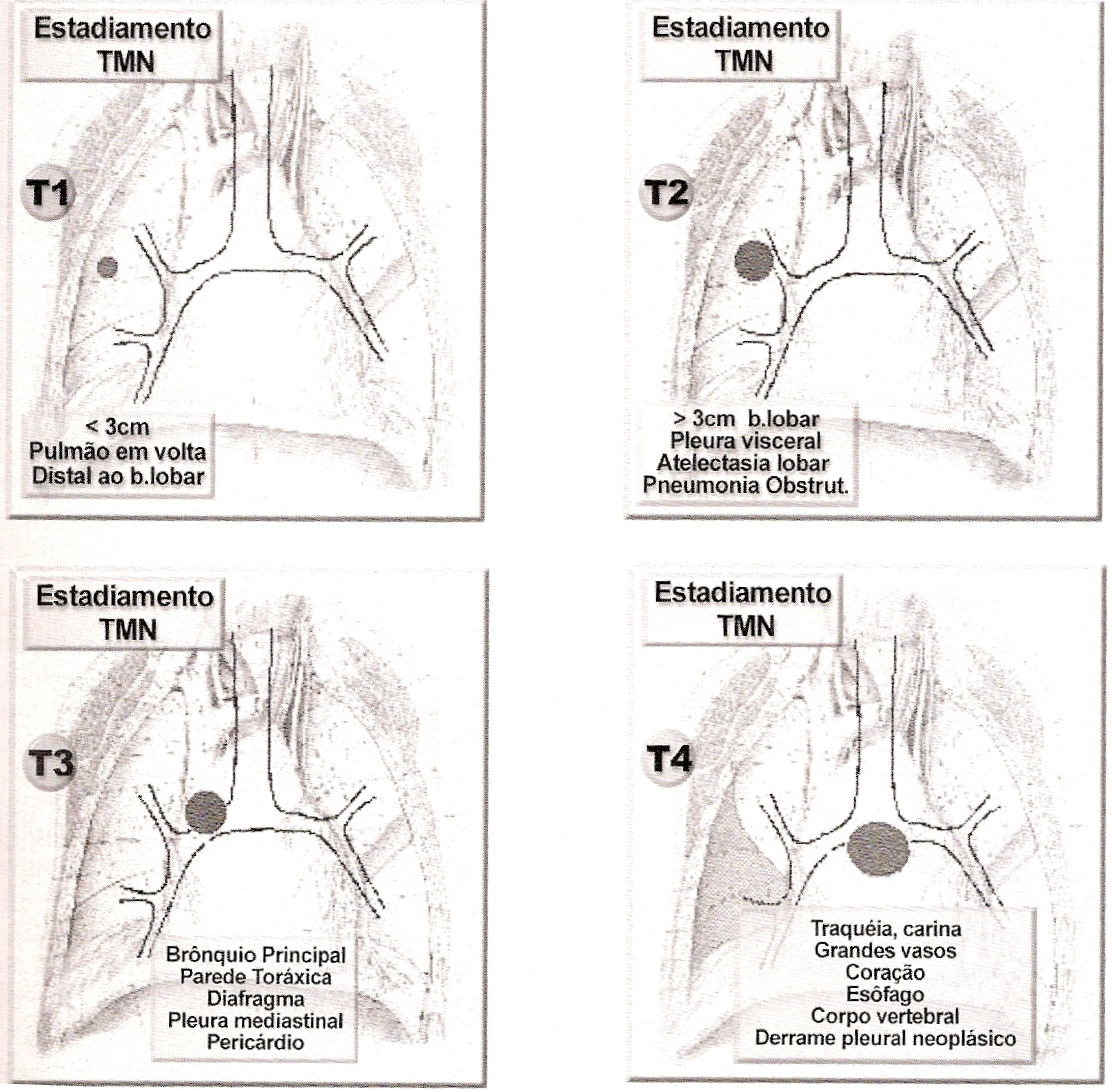 Estadiamento
TMN
T1
< 3cm
Pulmão em volta
Distal ao b.lobar
Estadiamento
TMN
T2
> 3cm b.lobar
Pleura visceral
Atelectasia lobar
Pneumonia Obstrut.
Estadiamento
TMN
T3
Brônquio Principal
Parede Toráxica
Diafragma
Pleura mediastinal
Pericárdio
Estadiamento
TMN
T4
Traquéia, carina
Grandes vasos
Coração
Esôfago
Corpo vertebral
Derrame pleural neoplásico